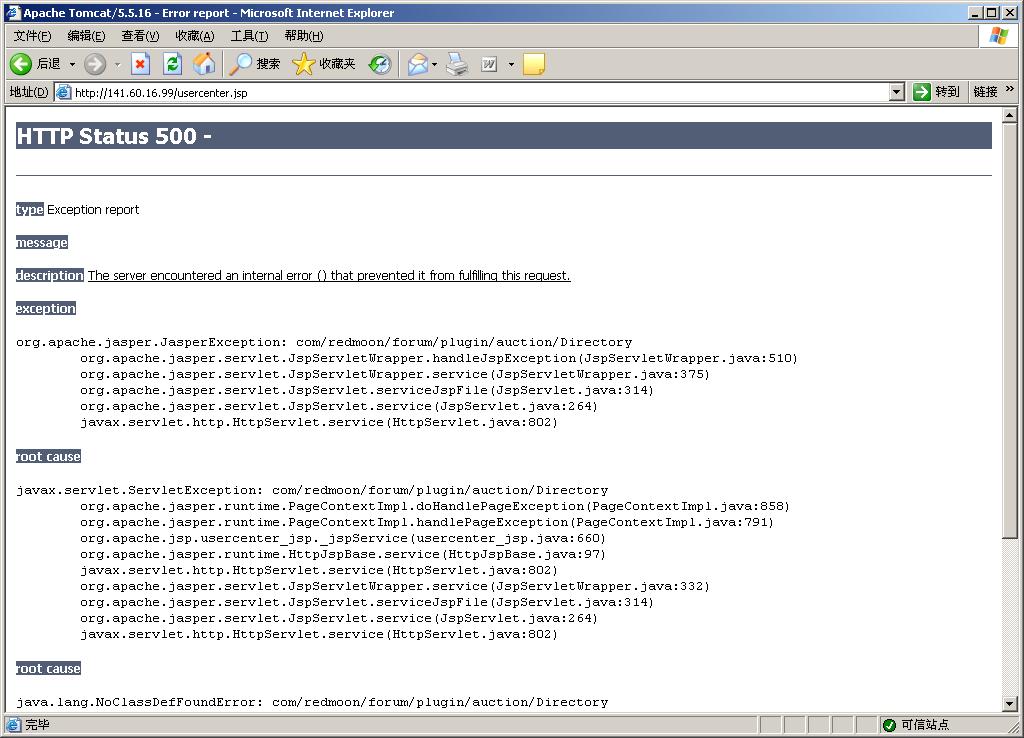 Apache Tomcat/5.5.16 - Error report - Microsoft Internet Explorer
文件(F) 编辑(E) 查看(V) 收藏(A) 工具(T) 帮助(H)
后退 搜索 收藏夹
地址(D) http://141.60.16.99/usercenter.jsp 转到 链接 »
HTTP Status 500 -
type Exception report
message
description The server encountered an internal error () that prevented it from fulfilling this request.
exception
org.apache.jasper.JasperException: com/redmoon/forum/plugin/auction/Directory
org.apache.jasper.servlet.JspServletWrapper.handleJspException(JspServletWrapper.java:510)
org.apache.jasper.servlet.JspServletWrapper.service(JspServletWrapper.java:375)
org.apache.jasper.servlet.JspServlet.serviceJspFile(JspServlet.java:314)
org.apache.jasper.servlet.JspServlet.service(JspServlet.java:264)
javax.servlet.http.HttpServlet.service(HttpServlet.java:802)
root cause
javax.servlet.ServletException: com/redmoon/forum/plugin/auction/Directory
org.apache.jasper.runtime.PageContextImpl.doHandlePageException(PageContextImpl.java:858)
org.apache.jasper.runtime.PageContextImpl.handlePageException(PageContextImpl.java:791)
org.apache.jsp.usercenter_jsp._jspService(usercenter_jsp.java:660)
org.apache.jasper.runtime.HttpJspBase.service(HttpJspBase.java:97)
javax.servlet.http.HttpServlet.service(HttpServlet.java:802)
org.apache.jasper.servlet.JspServletWrapper.service(JspServletWrapper.java:332)
org.apache.jasper.servlet.JspServlet.serviceJspFile(JspServlet.java:314)
org.apache.jasper.servlet.JspServlet.service(JspServlet.java:264)
javax.servlet.http.HttpServlet.service(HttpServlet.java:802)
root cause
java.lang.NoClassDefFoundError: com/redmoon/forum/plugin/auction/Directory
完毕 可信站点